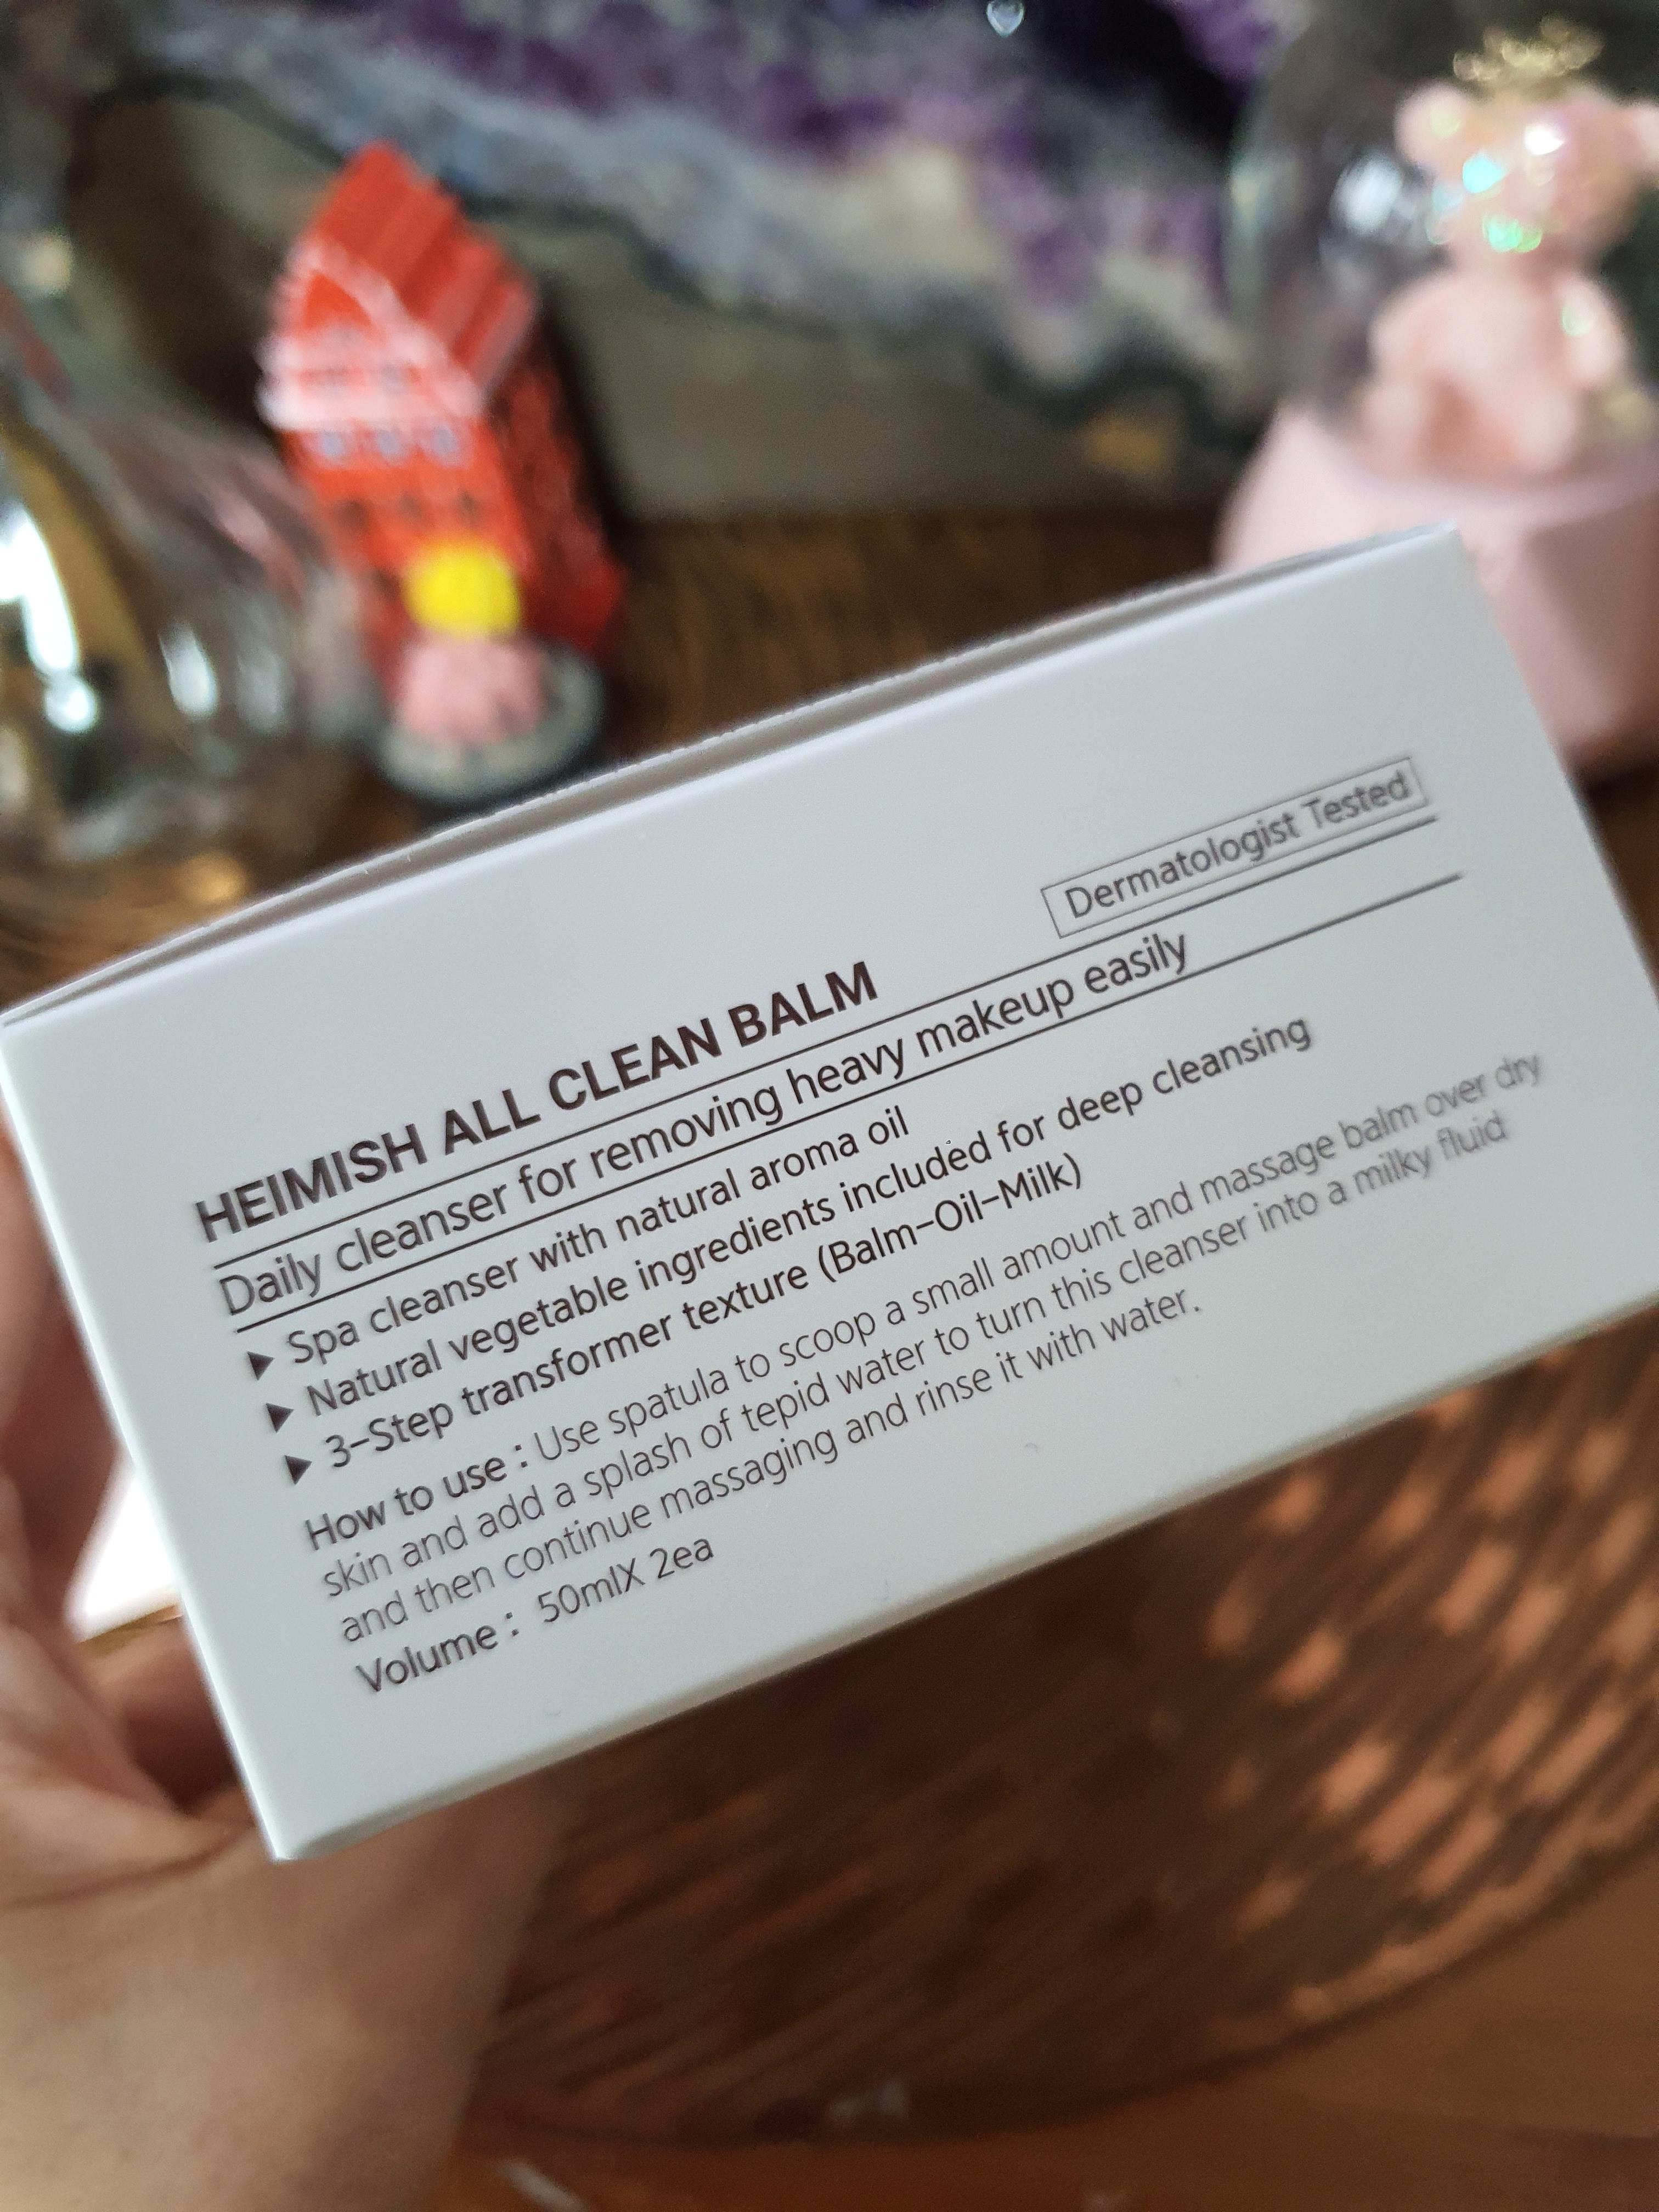 Dermatologist Tested
HEIMISH ALL CLEAN BALM
Daily cleanser for removing heavy makeup easily
▶ Spa cleanser with natural aroma oil
▶ Natural vegetable ingredients included for deep cleansing
▶ 3-Step transformer texture (Balm-Oil-Milk)
How to use : Use spatula to scoop a small amount and massage balm over dry
skin and add a splash of tepid water to turn this cleanser into a milky fluid
and then continue massaging and rinse it with water.
Volume : 50mlX 2ea